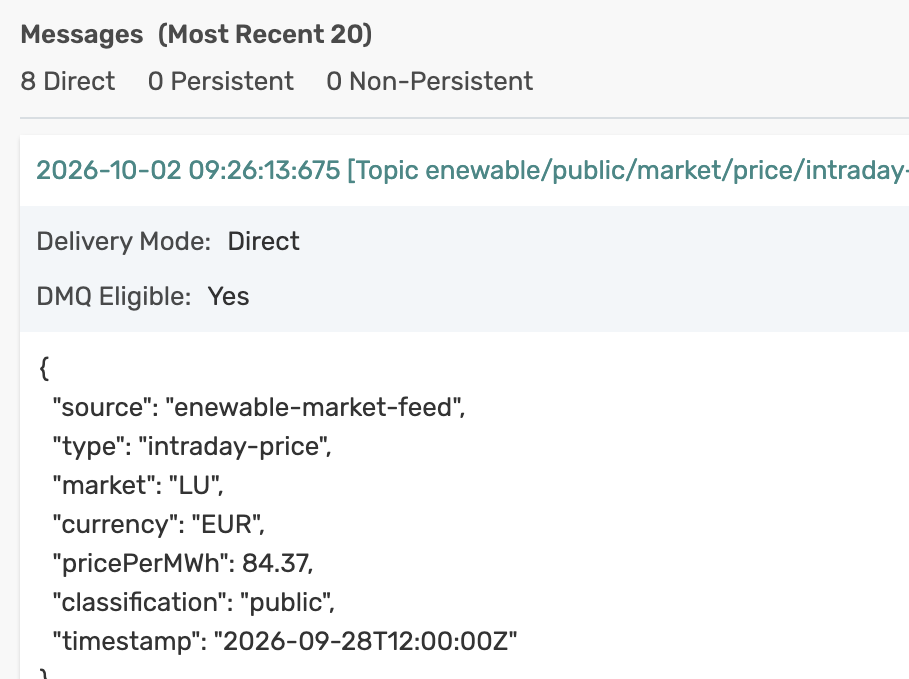 Messages (Most Recent 20)
8 Direct 0 Persistent 0 Non-Persistent
2026-10-02 09:26:13:675 [Topic enewable/public/market/price/intraday-
Delivery Mode: Direct
DMQ Eligible: Yes
{
"source": "enewable-market-feed",
"type": "intraday-price",
"market": "LU",
"currency": "EUR",
"pricePerMWh": 84.37,
"classification": "public",
"timestamp": "2026-09-28T12:00:00Z"
}